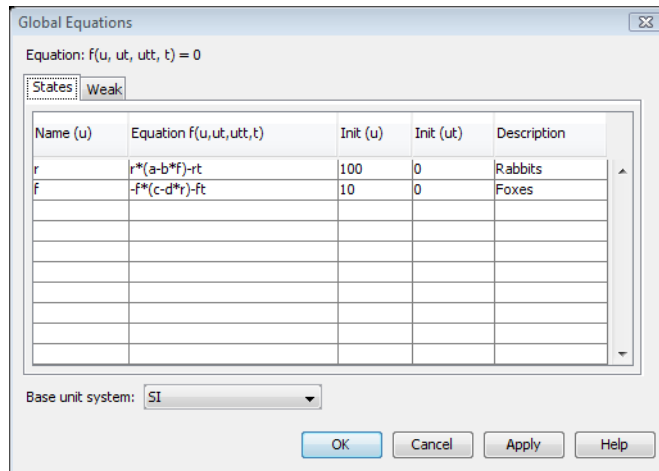 Global Equations
Equation: f(u, ut, utt, t) = 0
States Weak
Name (u) Equation f(u,ut,utt,t) Init (u) Init (ut) Description
r r*(a-b*f)-rt 100 0 Rabbits
f -f*(c-d*r)-ft 10 0 Foxes
Base unit system: SI
OK Cancel Apply Help